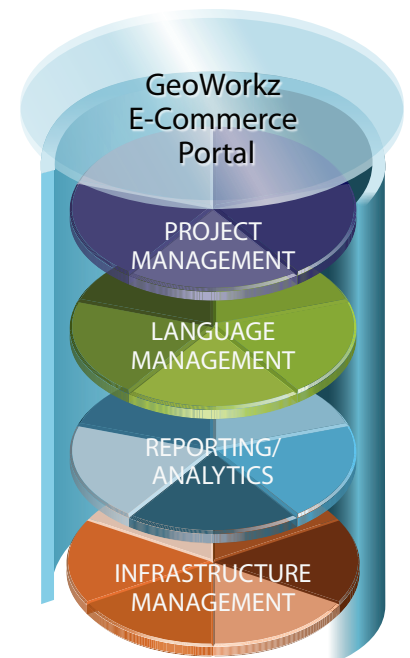 GeoWorkz
E-Commerce
Portal
PROJECT
MANAGEMENT
LANGUAGE
MANAGEMENT
REPORTING/
ANALYTICS
INFRASTRUCTURE
MANAGEMENT